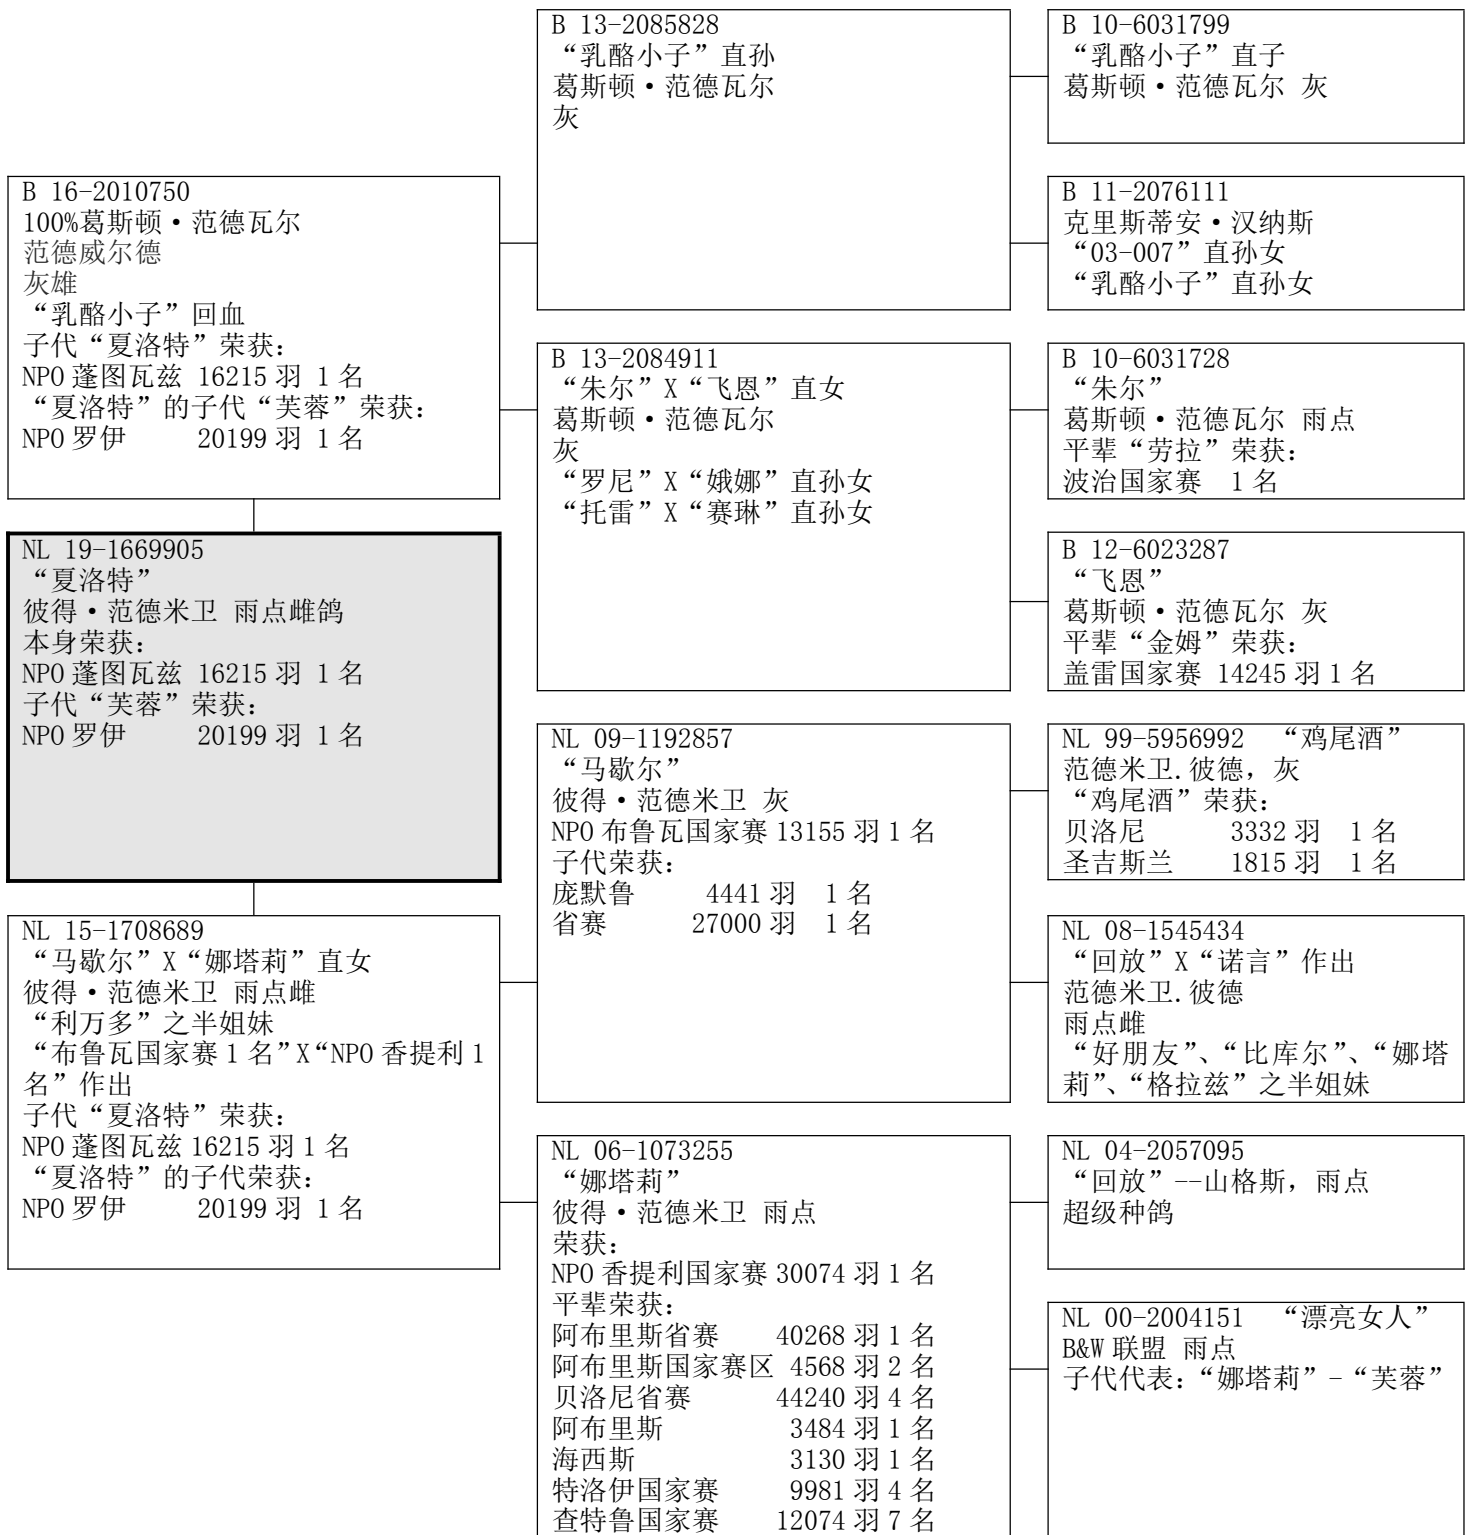 B 16-2010750
100%葛斯顿·范德瓦尔
范德威尔德
灰雄
“乳酪小子”回血
子代“夏洛特”荣获：
NPO 蓬图瓦兹 16215 羽 1 名
“夏洛特”的子代“芙蓉”荣获：
NPO 罗伊 20199 羽 1 名
NL 19-1669905
“夏洛特”
彼得·范德米卫 雨点雌鸽
本身荣获：
NPO 蓬图瓦兹 16215 羽 1 名
子代“芙蓉”荣获：
NPO 罗伊 20199 羽 1 名
NL 15-1708689
“马歇尔”X“娜塔莉”直女
彼得·范德米卫 雨点雌
“利万多”之半姐妹
“布鲁瓦国家赛 1 名”X“NPO 香提利 1
名”作出
子代“夏洛特”荣获：
NPO 蓬图瓦兹 16215 羽 1 名
“夏洛特”的子代荣获：
NPO 罗伊 20199 羽 1 名
B 13-2085828
“乳酪小子”直孙
葛斯顿·范德瓦尔
灰
B 13-2084911
“朱尔”X“飞恩”直女
葛斯顿·范德瓦尔
灰
“罗尼”X“娥娜”直孙女
“托雷”X“赛琳”直孙女
NL 09-1192857
“马歇尔”
彼得·范德米卫 灰
NPO 布鲁瓦国家赛 13155 羽 1 名
子代荣获：
庞默鲁 4441 羽 1 名
省赛 27000 羽 1 名
NL 06-1073255
“娜塔莉”
彼得·范德米卫 雨点
荣获：
NPO 香提利国家赛 30074 羽 1 名
平辈荣获：
阿布里斯省赛 40268 羽 1 名
阿布里斯国家赛区 4568 羽 2 名
贝洛尼省赛 44240 羽 4 名
阿布里斯 3484 羽 1 名
海西斯 3130 羽 1 名
特洛伊国家赛 9981 羽 4 名
查特鲁国家赛 12074 羽 7 名
B 10-6031799
“乳酪小子”直子
葛斯顿·范德瓦尔 灰
B 11-2076111
克里斯蒂安·汉纳斯
“03-007”直孙女
“乳酪小子”直孙女
B 10-6031728
“朱尔”
葛斯顿·范德瓦尔 雨点
平辈“劳拉”荣获：
波治国家赛 1 名
B 12-6023287
“飞恩”
葛斯顿·范德瓦尔 灰
平辈“金姆”荣获：
盖雷国家赛 14245 羽 1 名
NL 99-5956992 “鸡尾酒”
范德米卫.彼德，灰
“鸡尾酒”荣获：
贝洛尼 3332 羽 1 名
圣吉斯兰 1815 羽 1 名
NL 08-1545434
“回放”X“诺言”作出
范德米卫.彼德
雨点雌
“好朋友”、“比库尔”、“娜塔
莉”、“格拉兹”之半姐妹
NL 04-2057095
“回放”--山格斯，雨点
超级种鸽
NL 00-2004151 “漂亮女人”
B&W 联盟 雨点
子代代表：“娜塔莉”-“芙蓉”